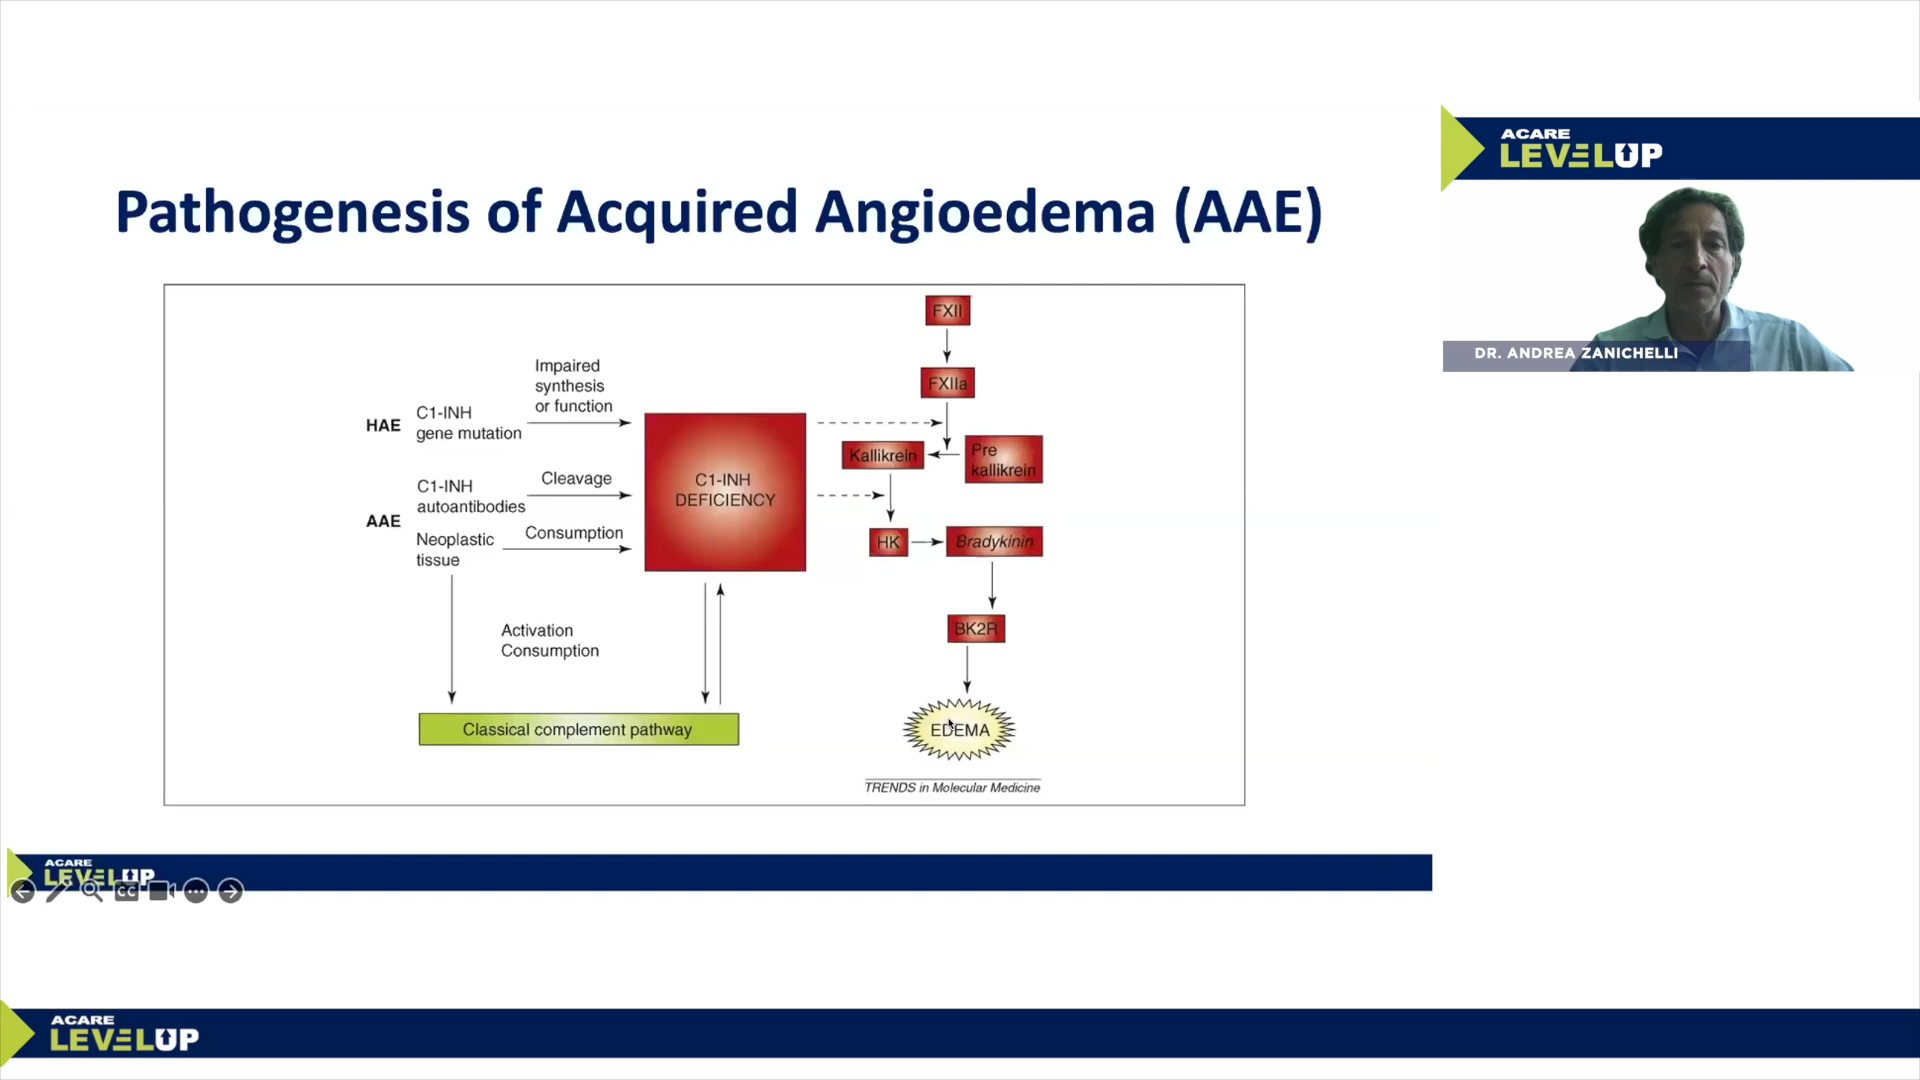 ACARE
LEVELUP
Pathogenesis of Acquired Angioedema (AAE)
DR. ANDREA ZANICHELLI
FXII
FXIIa
Impaired
synthesis
or function
HAE
C1-INH
gene mutation
Kallikrein
Pre
kallikrein
C1-INH
DEFICIENCY
Cleavage
C1-INH
autoantibodies
AAE
Consumption
Neoplastic
tissue
HK
Bradykinin
BK2R
Activation
Consumption
Classical complement pathway
EDEMA
TRENDS in Molecular Medicine
ACARE
LEVELUP
CC
ACARE
LEVELUP